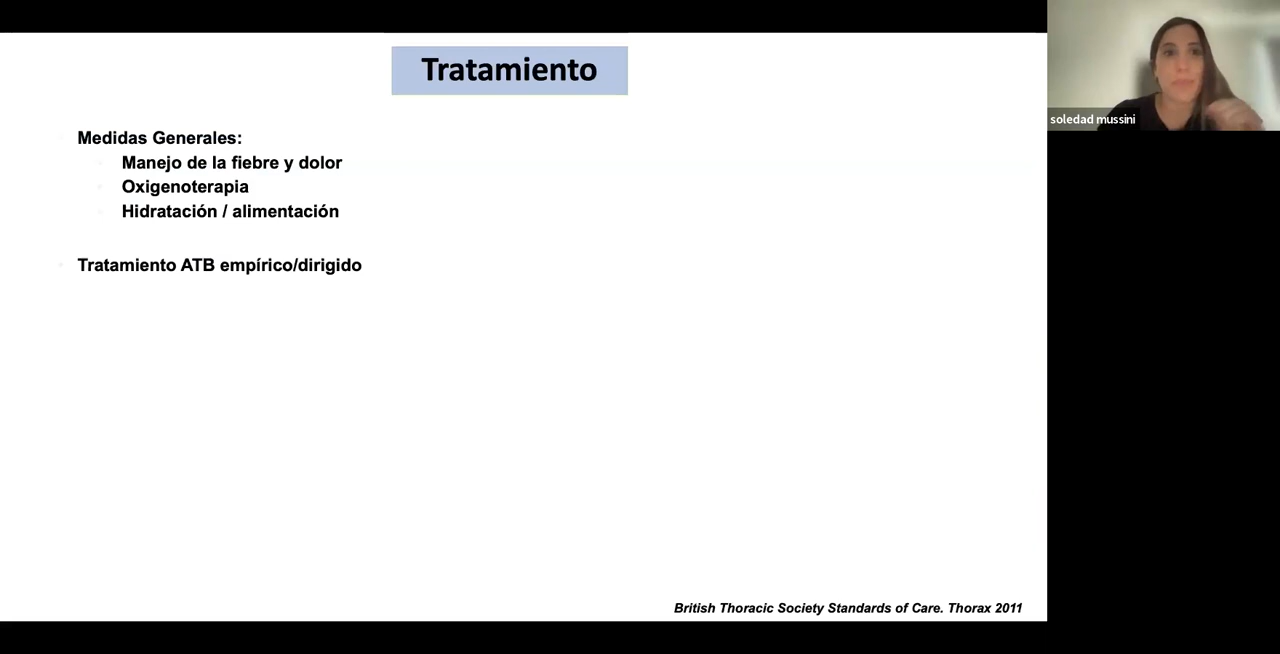 Tratamiento
soledad mussini
Medidas Generales:
Manejo de la fiebre y dolor
Oxigenoterapia
Hidratación / alimentación
Tratamiento ATB empírico/dirigido
British Thoracic Society Standards of Care. Thorax 2011